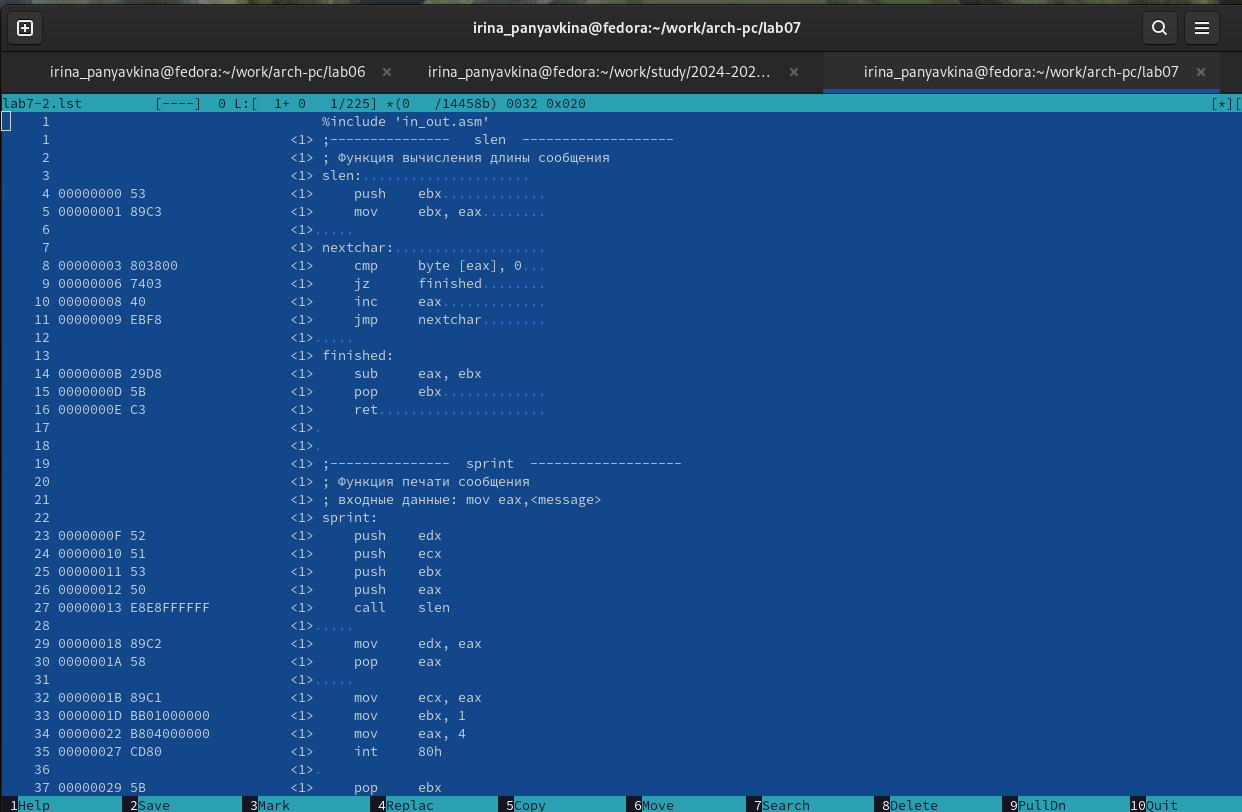 irina_panyavkina@fedora:~/work/arch-pc/lab07
irina_panyavkina@fedora:~/work/arch-pc/lab06 × irina_panyavkina@fedora:~/work/study/2024-202… × irina_panyavkina@fedora:~/work/arch-pc/lab07 ×
lab7-2.lst [----] 0 L:[ 1+ 0 1/225] *(0 /14458b) 0032 0x020 [*][
1 %include 'in_out.asm'
1 <1> ;--------------- slen -------------------
2 <1> ; Функция вычисления длины сообщения
3 <1> slen:.....................
4 00000000 53 <1> push ebx.............
5 00000001 89C3 <1> mov ebx, eax........
6 <1>.....
7 <1> nextchar:...................
8 00000003 803800 <1> cmp byte [eax], 0...
9 00000006 7403 <1> jz finished........
10 00000008 40 <1> inc eax.............
11 00000009 EBF8 <1> jmp nextchar........
12 <1>.....
13 <1> finished:
14 0000000B 29D8 <1> sub eax, ebx
15 0000000D 5B <1> pop ebx.............
16 0000000E C3 <1> ret.....................
17 <1>.
18 <1>.
19 <1> ;--------------- sprint -------------------
20 <1> ; Функция печати сообщения
21 <1> ; входные данные: mov eax,<message>
22 <1> sprint:
23 0000000F 52 <1> push edx
24 00000010 51 <1> push ecx
25 00000011 53 <1> push ebx
26 00000012 50 <1> push eax
27 00000013 E8E8FFFFFF <1> call slen
28 <1>.....
29 00000018 89C2 <1> mov edx, eax
30 0000001A 58 <1> pop eax
31 <1>.....
32 0000001B 89C1 <1> mov ecx, eax
33 0000001D BB01000000 <1> mov ebx, 1
34 00000022 B804000000 <1> mov eax, 4
35 00000027 CD80 <1> int 80h
36 <1>.
37 00000029 5B <1> pop ebx
1Help 2Save 3Mark 4Replac 5Copy 6Move 7Search 8Delete 9PullDn 10Quit